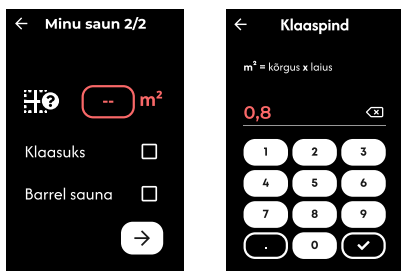 ← Minu saun 2/2
-- m²
Klaasuks
Barrel sauna
→
← Klaaspind
m² = kõrgus x laius
0,8
1 2 3
4 5 6
7 8 9
. 0